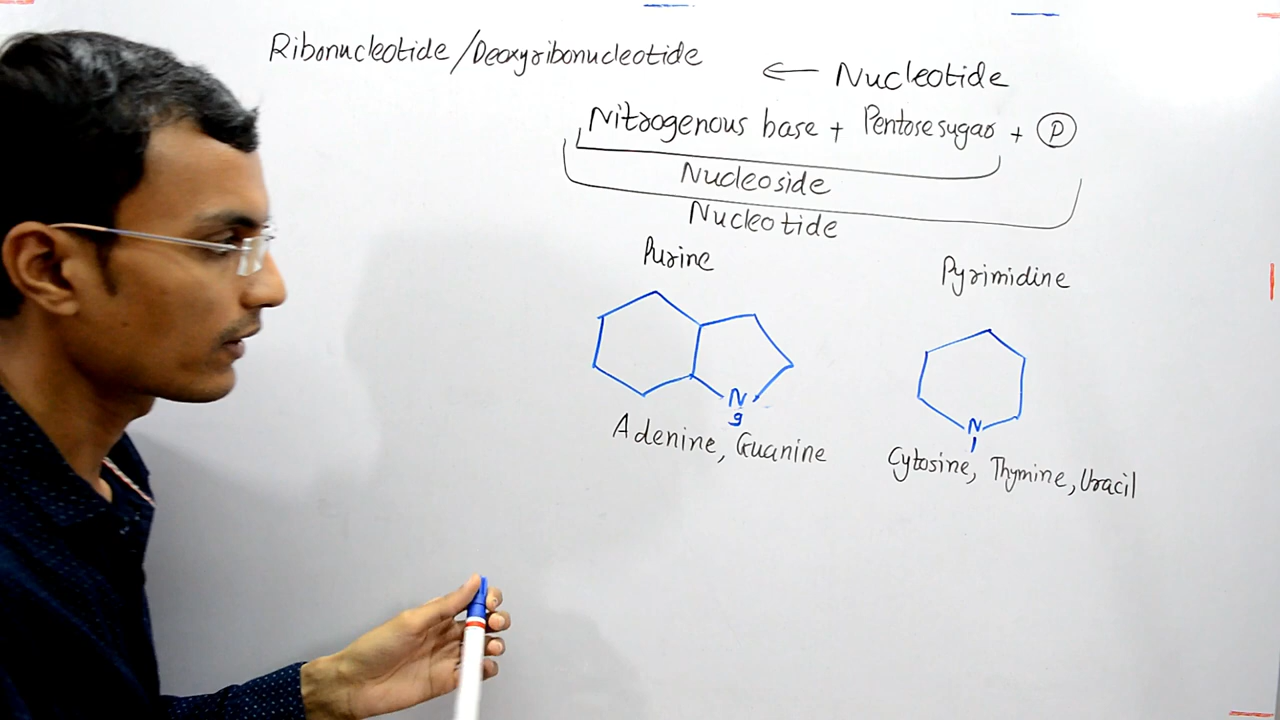 Ribonucleotide/Deoxyribonucleotide ← Nucleotide
Nitrogenous base + Pentose sugar + P
Nucleoside
Nucleotide
Purine
N
9
Adenine, Guanine
Pyrimidine
N
1
Cytosine, Thymine, Uracil